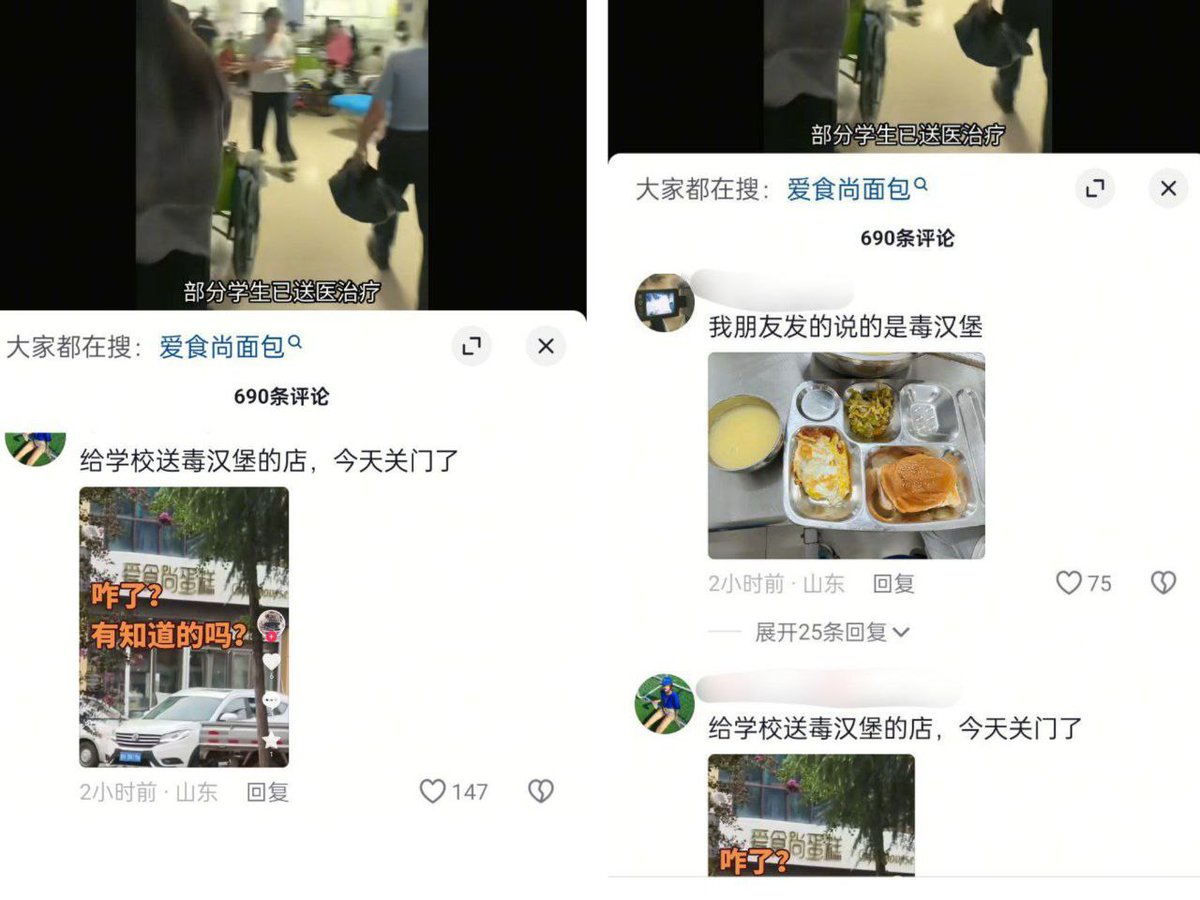 部分学生已送医治疗
大家都在搜：爱食尚面包
690条评论
给学校送毒汉堡的店，今天关门了
爱食尚蛋糕
咋了？
有知道的吗？
6
1
2小时前 · 山东 回复
147
部分学生已送医治疗
大家都在搜：爱食尚面包
690条评论
我朋友发的说的是毒汉堡
2小时前 · 山东 回复
75
展开25条回复
给学校送毒汉堡的店，今天关门了
爱食尚蛋糕
咋了？